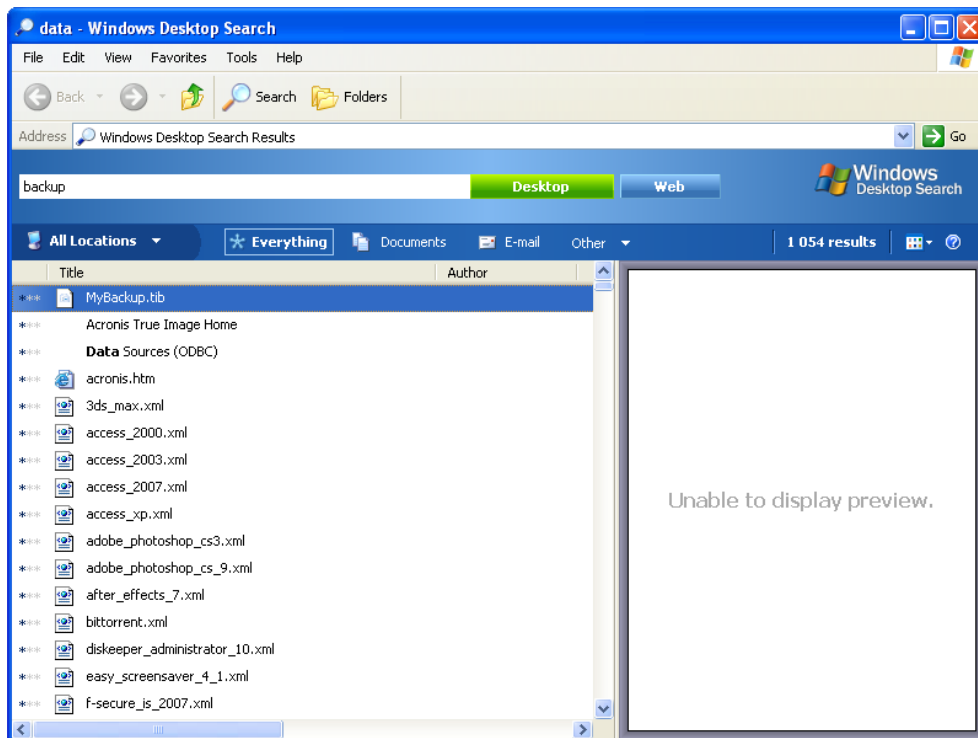 data - Windows Desktop Search
File Edit View Favorites Tools Help
Back Search Folders
Address Windows Desktop Search Results Go
backup Desktop Web Windows
Desktop Search
All Locations Everything Documents E-mail Other 1 054 results
Title Author
MyBackup.tib
Acronis True Image Home
Data Sources (ODBC)
acronis.htm
3ds_max.xml
access_2000.xml
access_2003.xml
access_2007.xml
access_xp.xml
adobe_photoshop_cs3.xml
adobe_photoshop_cs_9.xml
after_effects_7.xml
bittorrent.xml
diskeeper_administrator_10.xml
easy_screensaver_4_1.xml
f-secure_is_2007.xml
Unable to display preview.